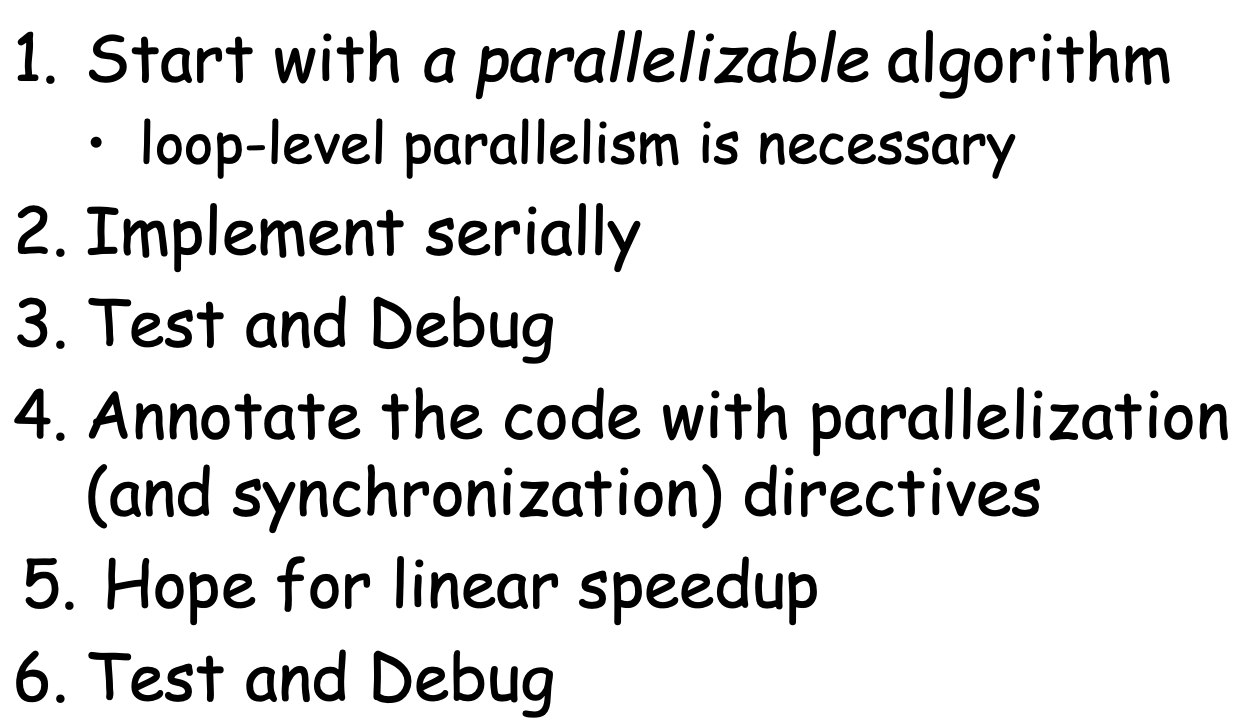 1. Start with a parallelizable algorithm
• loop-level parallelism is necessary
2. Implement serially
3. Test and Debug
4. Annotate the code with parallelization
(and synchronization) directives
5. Hope for linear speedup
6. Test and Debug